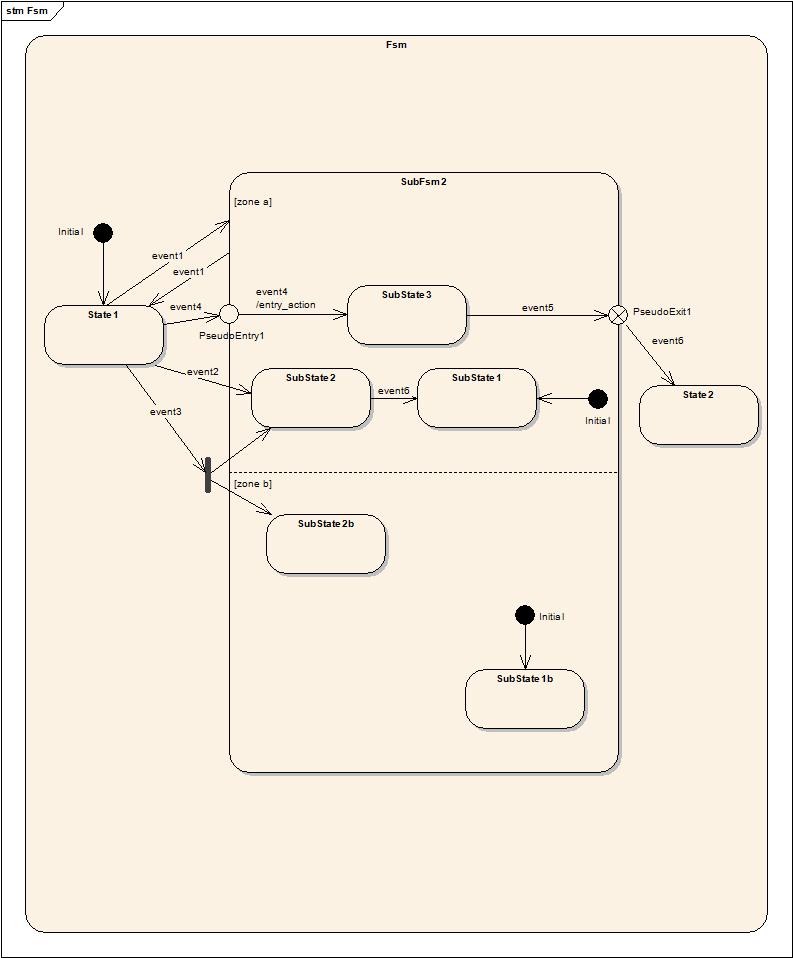 stm Fsm
Fsm
SubFsm2
[zone a]
Initial
event1
event1
event4
/entry_action
SubState3
event5
PseudoExit1
State1
event4
PseudoEntry1
event6
event2
SubState2
event6
SubState1
State2
event3
Initial
[zone b]
SubState2b
Initial
SubState1b